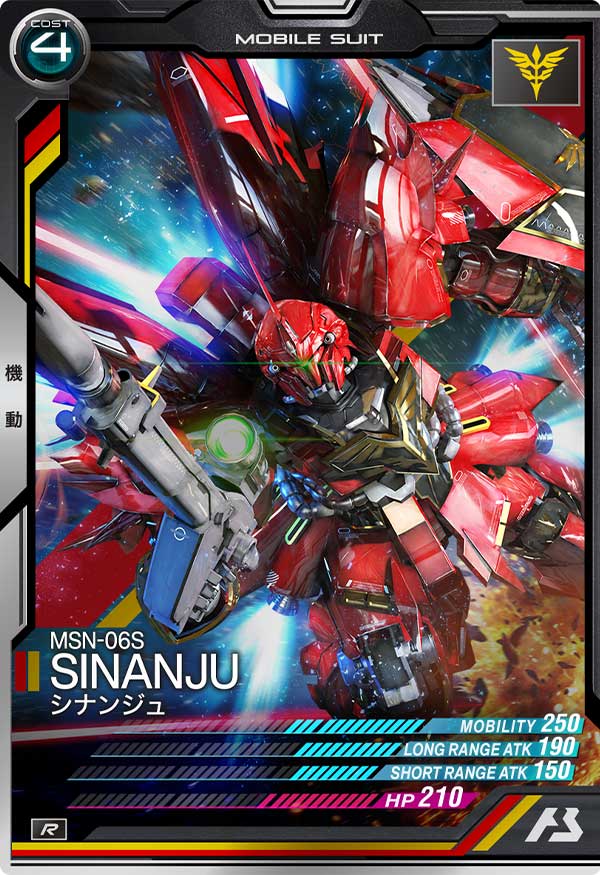 COST
4
MOBILE SUIT
機動
MSN-06S
SINANJU
シナンジュ
MOBILITY 250
LONG RANGE ATK 190
SHORT RANGE ATK 150
HP 210
R